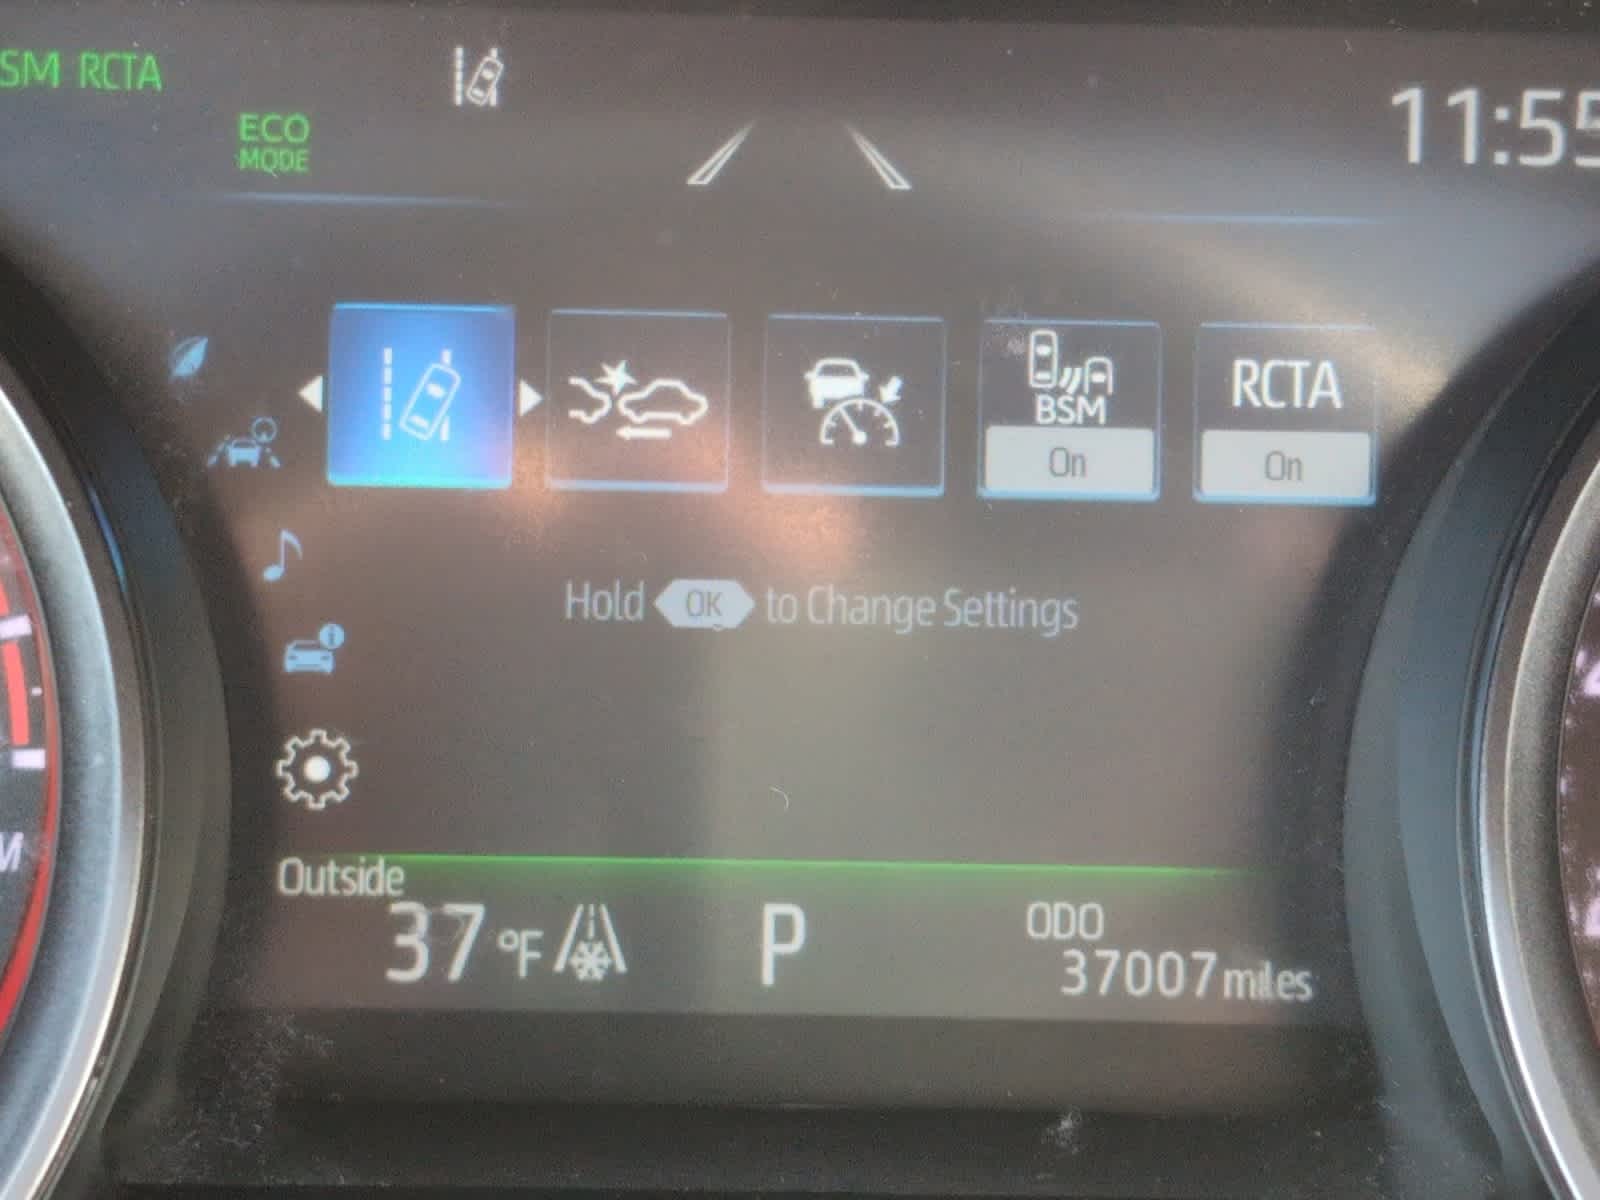 SM RCTA
ECO
MODE
11:55
RCTA
BSM
On
On
Hold OK to Change Settings
Outside
37 °F
P
ODO
37007 miles